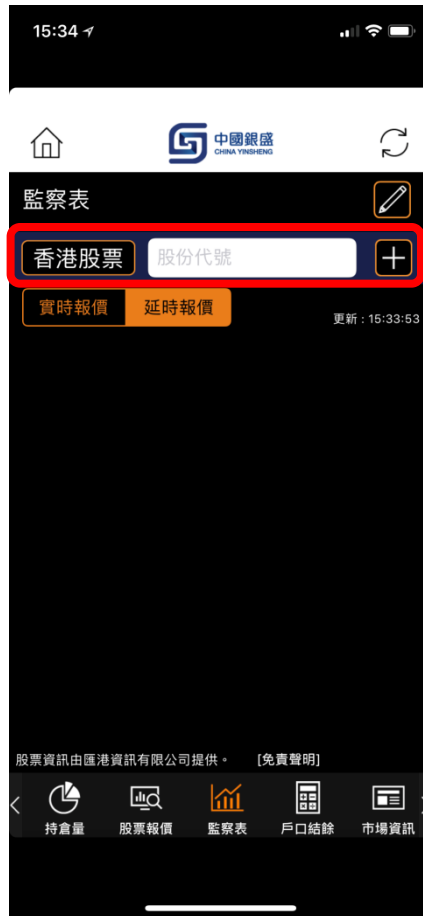 15:34
中國銀盛
CHINA YINSHENG
監察表
香港股票 股份代號
實時報價 延時報價
更新 : 15:33:53
股票資訊由匯港資訊有限公司提供。 [免責聲明]
持倉量 股票報價 監察表 戶口結餘 市場資訊